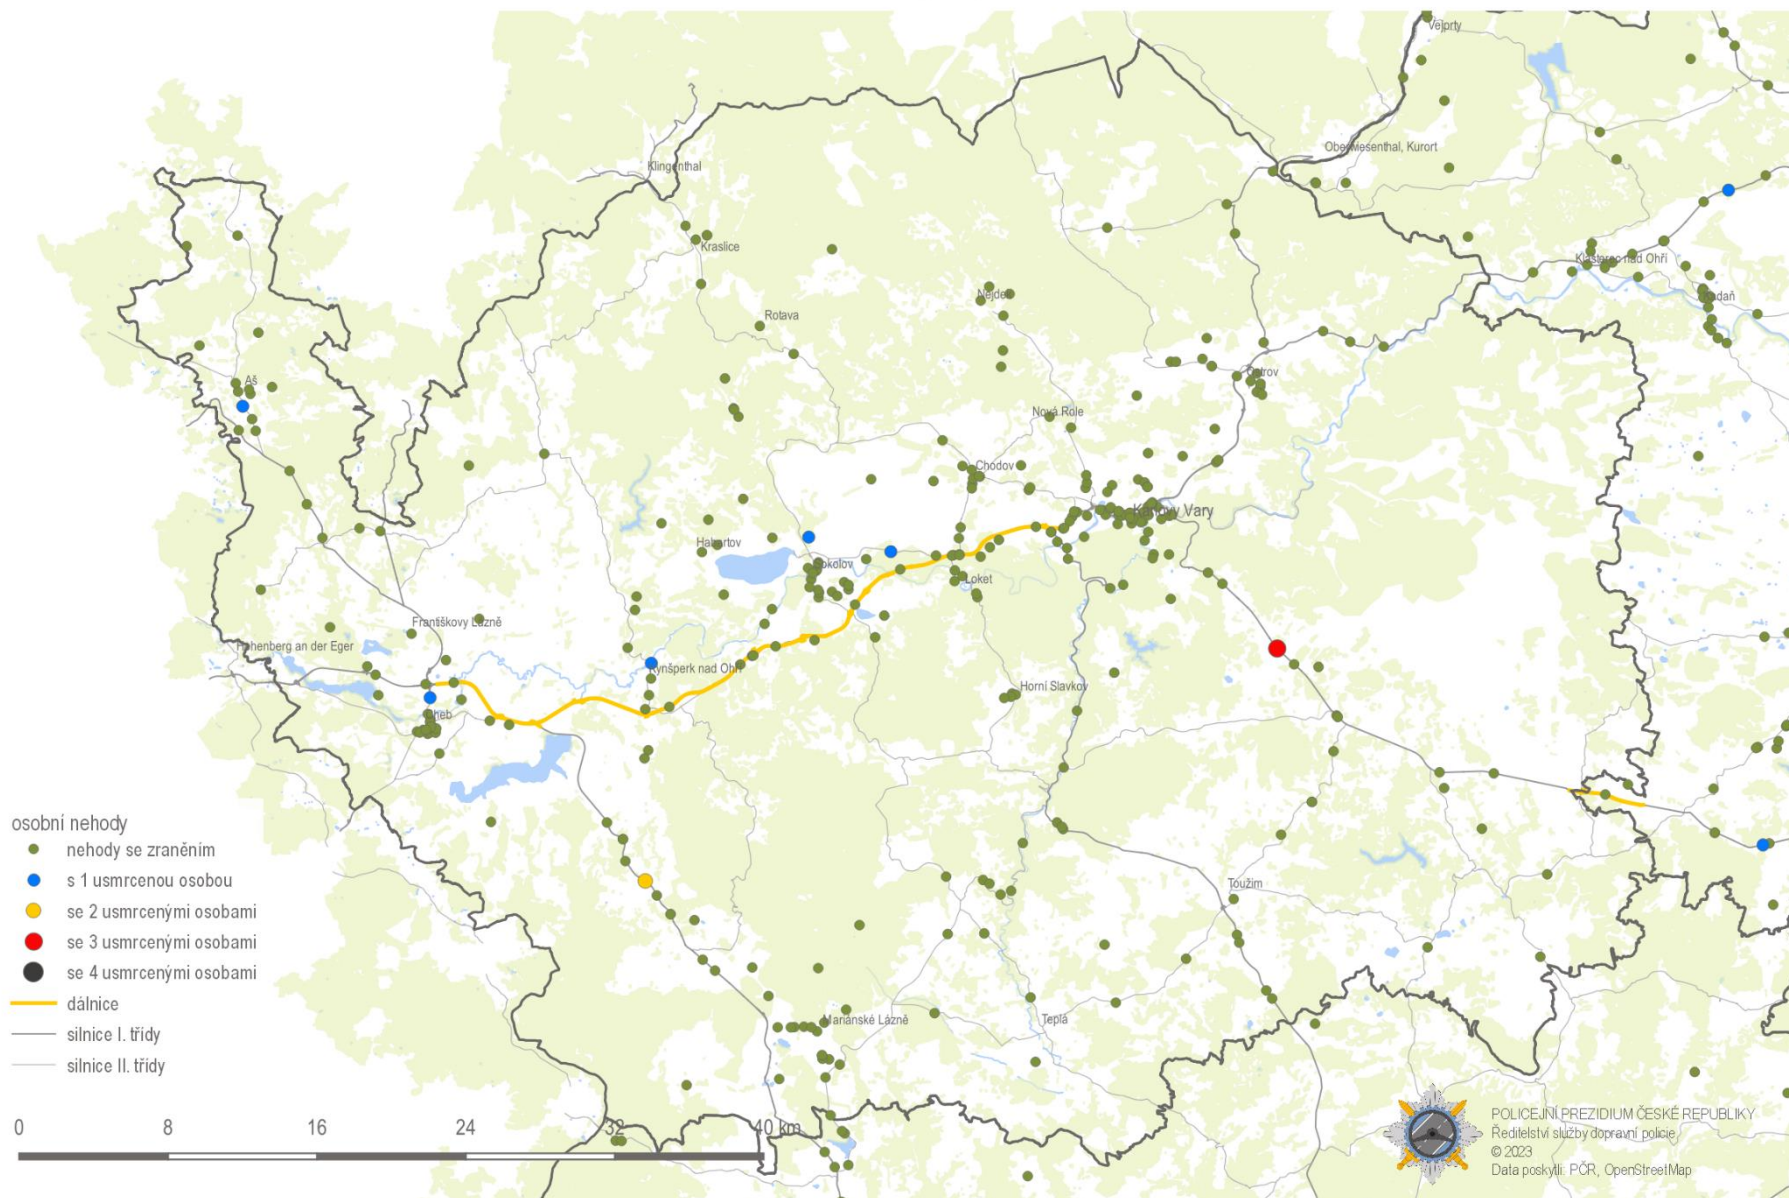 Vejprty
Oberwiesenthal, Kurort
Klingenthal
Kraslice
Klášterec nad Ohří
Kadaň
Nejdek
Rotava
Ostrov
Aš
Nová Role
Chodov
Karlovy Vary
Habartov
Sokolov
Loket
Františkovy Lázně
Hohenberg an der Eger
Kynšperk nad Ohří
Horní Slavkov
Cheb
Toužim
Mariánské Lázně
Teplá
osobní nehody
nehody se zraněním
s 1 usmrcenou osobou
se 2 usmrcenými osobami
se 3 usmrcenými osobami
se 4 usmrcenými osobami
dálnice
silnice I. třídy
silnice II. třídy
0 8 16 24 32 40 km
POLICEJNÍ PREZIDIUM ČESKÉ REPUBLIKY
Ředitelství služby dopravní policie
© 2023
Data poskytli: PČR, OpenStreetMap